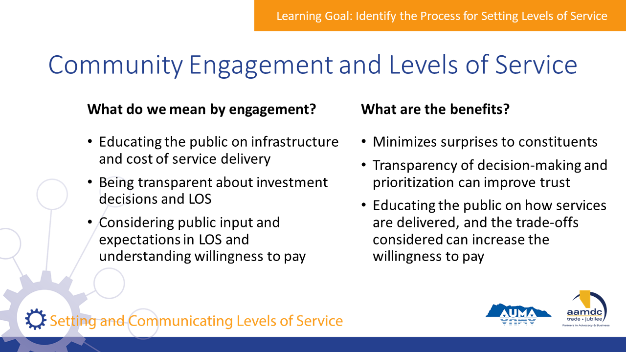 Learning Goal: Identify the Process for Setting Levels of Service
Community Engagement and Levels of Service
What do we mean by engagement?
• Educating the public on infrastructure
and cost of service delivery
• Being transparent about investment
decisions and LOS
• Considering public input and
expectations in LOS and
understanding willingness to pay
What are the benefits?
• Minimizes surprises to constituents
• Transparency of decision-making and
prioritization can improve trust
• Educating the public on how services
are delivered, and the trade-offs
considered can increase the
willingness to pay
Setting and Communicating Levels of Service
AUMA
aamdc